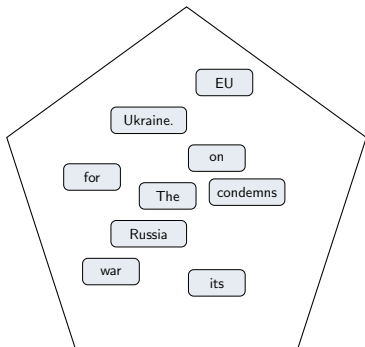 EU
Ukraine.
on
for
condemns
The
Russia
war
its